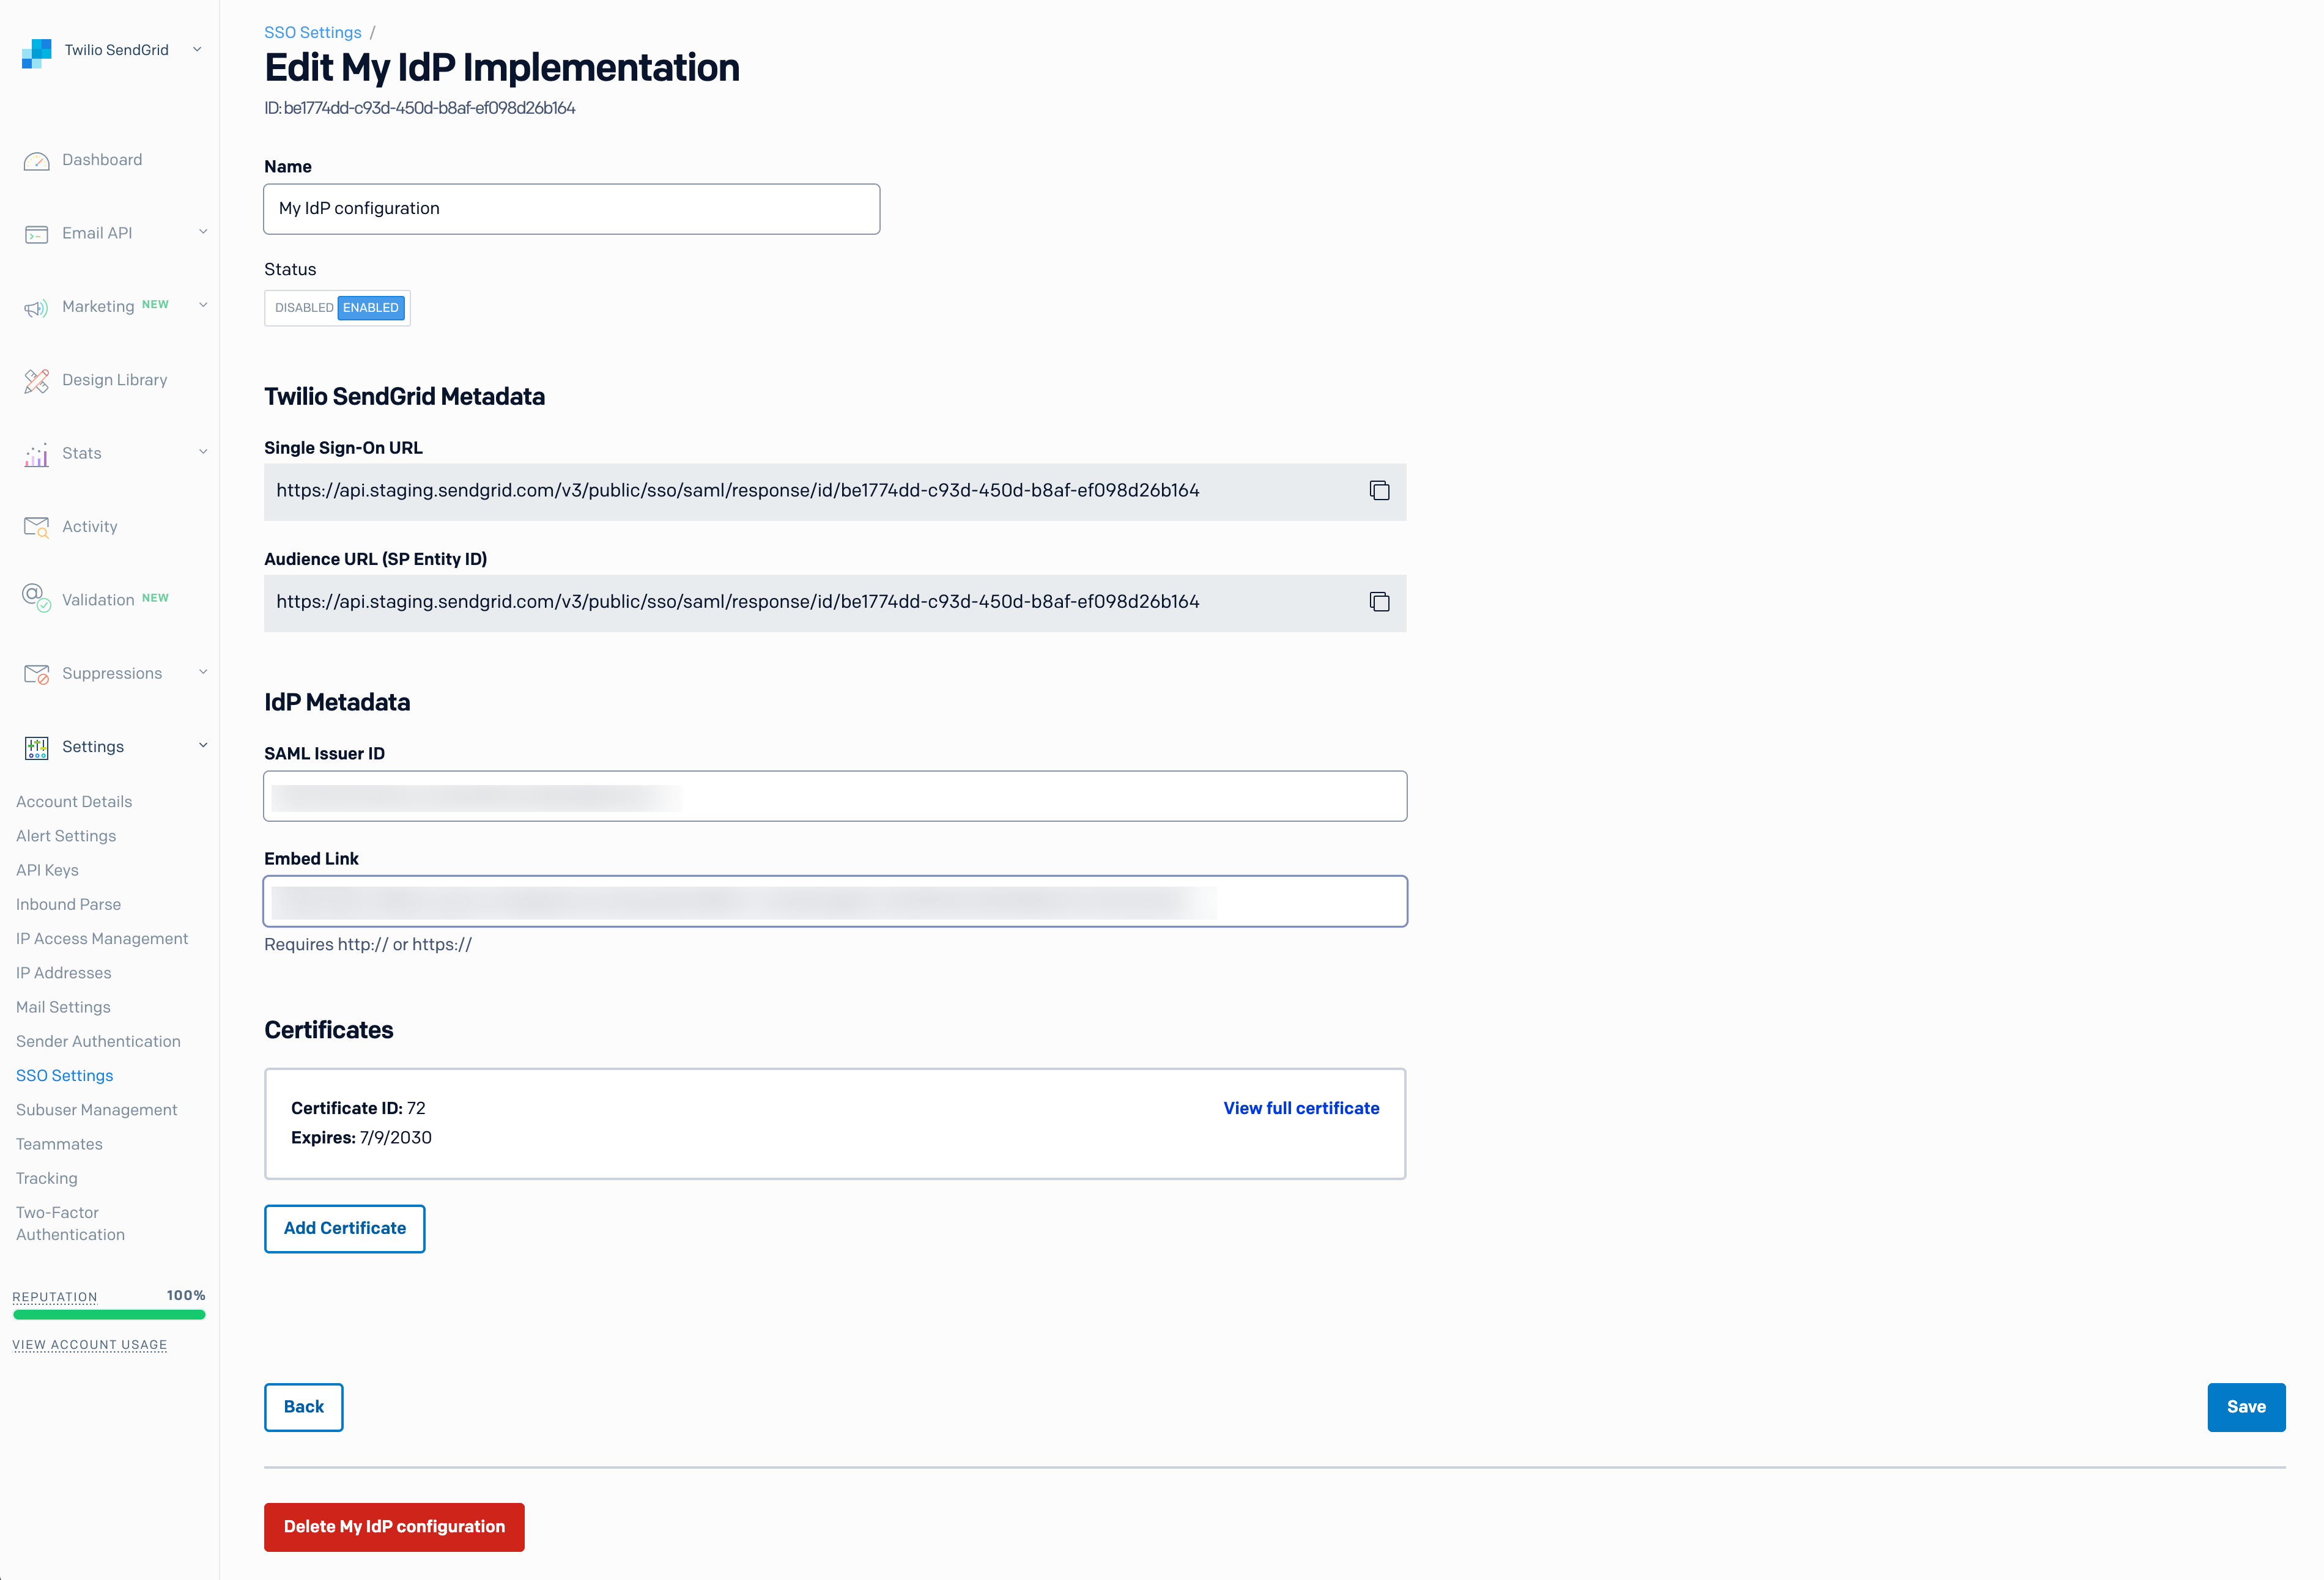 Twilio SendGrid
Dashboard
Email API
Marketing NEW
Design Library
Stats
Activity
Validation NEW
Suppressions
Settings
Account Details
Alert Settings
API Keys
Inbound Parse
IP Access Management
IP Addresses
Mail Settings
Sender Authentication
SSO Settings
Subuser Management
Teammates
Tracking
Two-Factor
Authentication
REPUTATION 100%
VIEW ACCOUNT USAGE
SSO Settings /
Edit My IdP Implementation
ID: be1774dd-c93d-450d-b8af-ef098d26b164
Name
My IdP configuration
Status
DISABLED ENABLED
Twilio SendGrid Metadata
Single Sign-On URL
https://api.staging.sendgrid.com/v3/public/sso/saml/response/id/be1774dd-c93d-450d-b8af-ef098d26b164
Audience URL (SP Entity ID)
https://api.staging.sendgrid.com/v3/public/sso/saml/response/id/be1774dd-c93d-450d-b8af-ef098d26b164
IdP Metadata
SAML Issuer ID
Embed Link
Requires http:// or https://
Certificates
Certificate ID: 72 View full certificate
Expires: 7/9/2030
Add Certificate
Back Save
Delete My IdP configuration